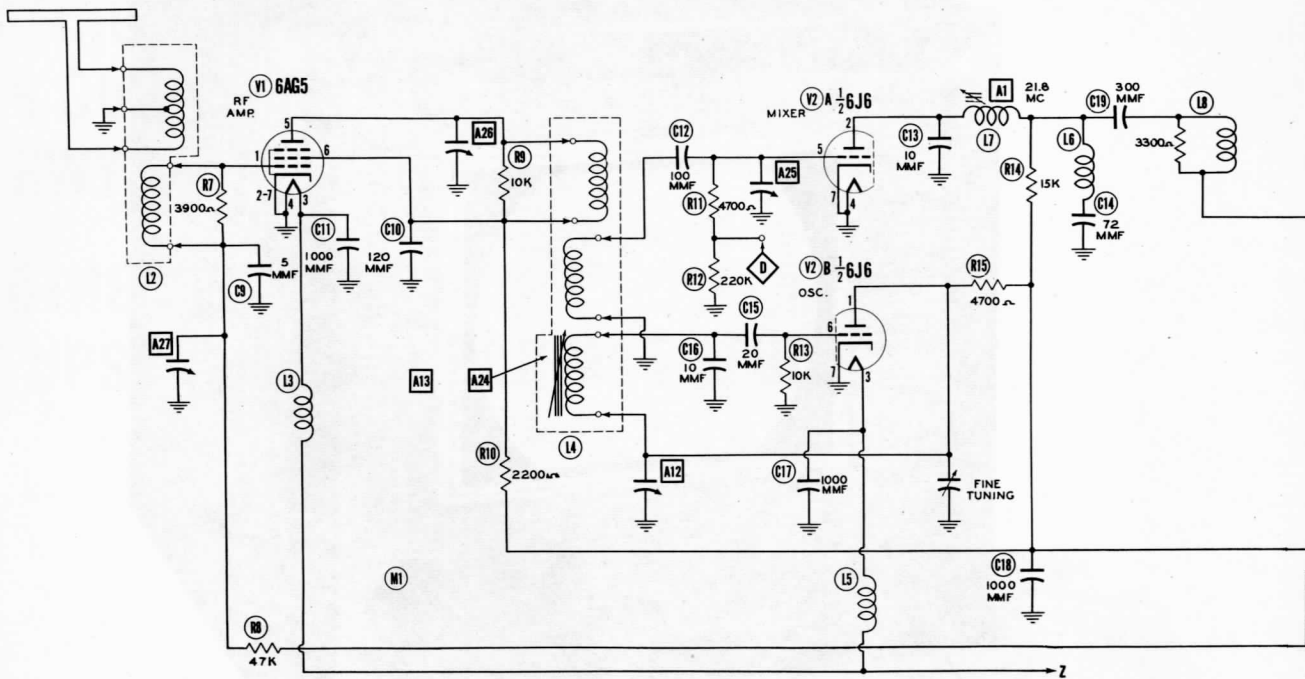 V1 6AG5
RF
AMP.
5
1
6
2-7
4
3
R7
3900Ω
L2
C9
5
MMF
C11
1000
MMF
C10
120
MMF
A27
L3
A26
R9
10K
A13
A24
L4
R10
2200Ω
M1
R8
47K
C12
100
MMF
R11
4700Ω
R12
220K
D
A25
C16
10
MMF
C15
20
MMF
R13
10K
A12
V2 A ½ 6J6
MIXER
2
5
7
4
V2 B ½ 6J6
OSC.
1
6
7
3
C17
1000
MMF
L5
Z
C13
10
MMF
A1
21.8
MC
L7
R14
15K
R15
4700Ω
FINE
TUNING
C18
1000
MMF
L6
C14
72
MMF
C19
300
MMF
3300Ω
L8